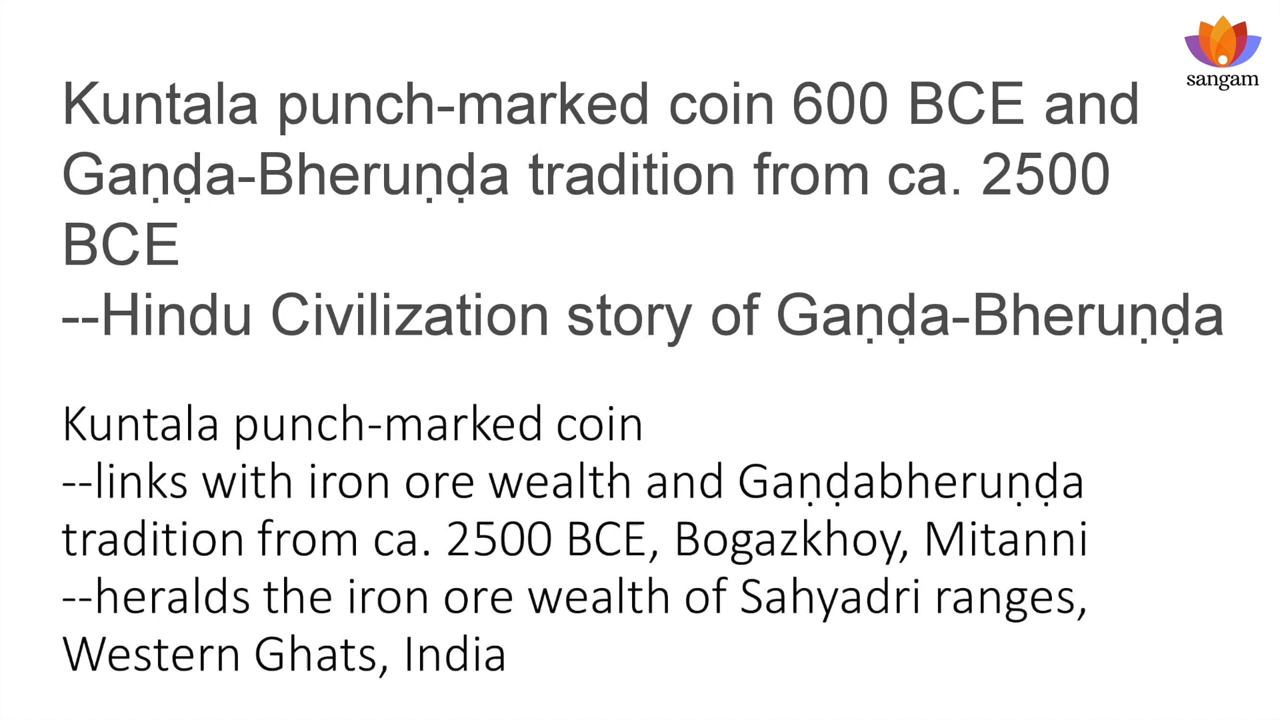 sangam
Kuntala punch-marked coin 600 BCE and
Gaṇḍa-Bheruṇḍa tradition from ca. 2500
BCE
--Hindu Civilization story of Gaṇḍa-Bheruṇḍa
Kuntala punch-marked coin
--links with iron ore wealth and Gaṇḍabheruṇḍa
tradition from ca. 2500 BCE, Bogazkhoy, Mitanni
--heralds the iron ore wealth of Sahyadri ranges,
Western Ghats, India